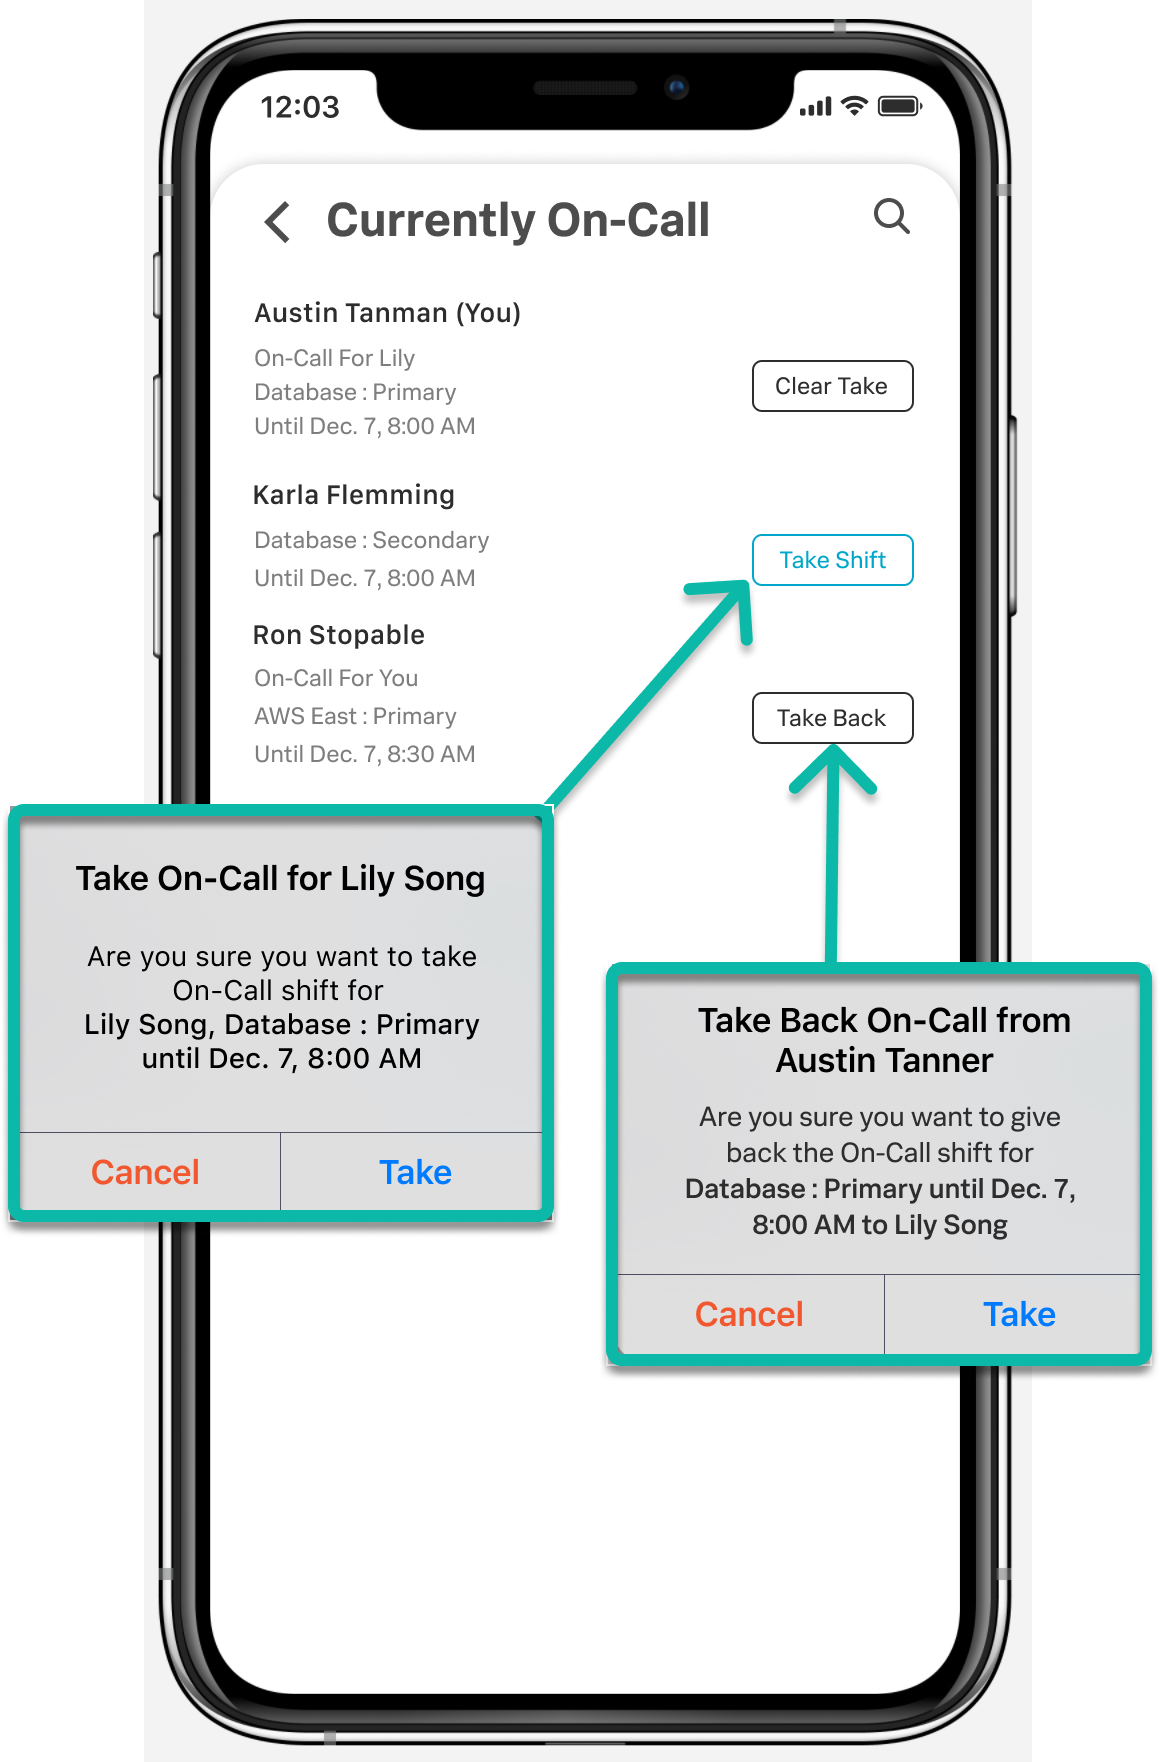 12:03
Currently On-Call
Austin Tanman (You)
On-Call For Lily
Database : Primary
Until Dec. 7, 8:00 AM
Clear Take
Karla Flemming
Database : Secondary
Until Dec. 7, 8:00 AM
Take Shift
Ron Stopable
On-Call For You
AWS East : Primary
Until Dec. 7, 8:30 AM
Take Back
Take On-Call for Lily Song
Are you sure you want to take
On-Call shift for
Lily Song, Database : Primary
until Dec. 7, 8:00 AM
Cancel
Take
Take Back On-Call from
Austin Tanner
Are you sure you want to give
back the On-Call shift for
Database : Primary until Dec. 7,
8:00 AM to Lily Song
Cancel
Take